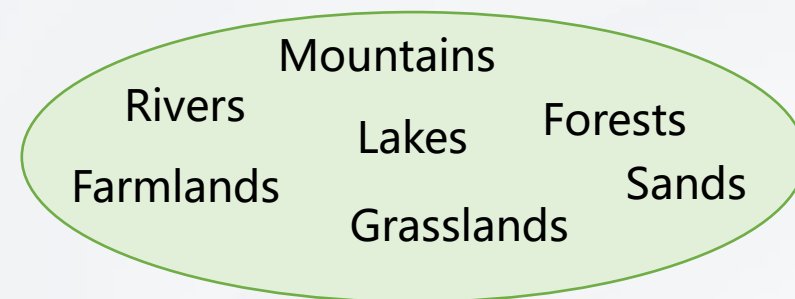 Mountains
Rivers
Forests
Lakes
Farmlands
Sands
Grasslands